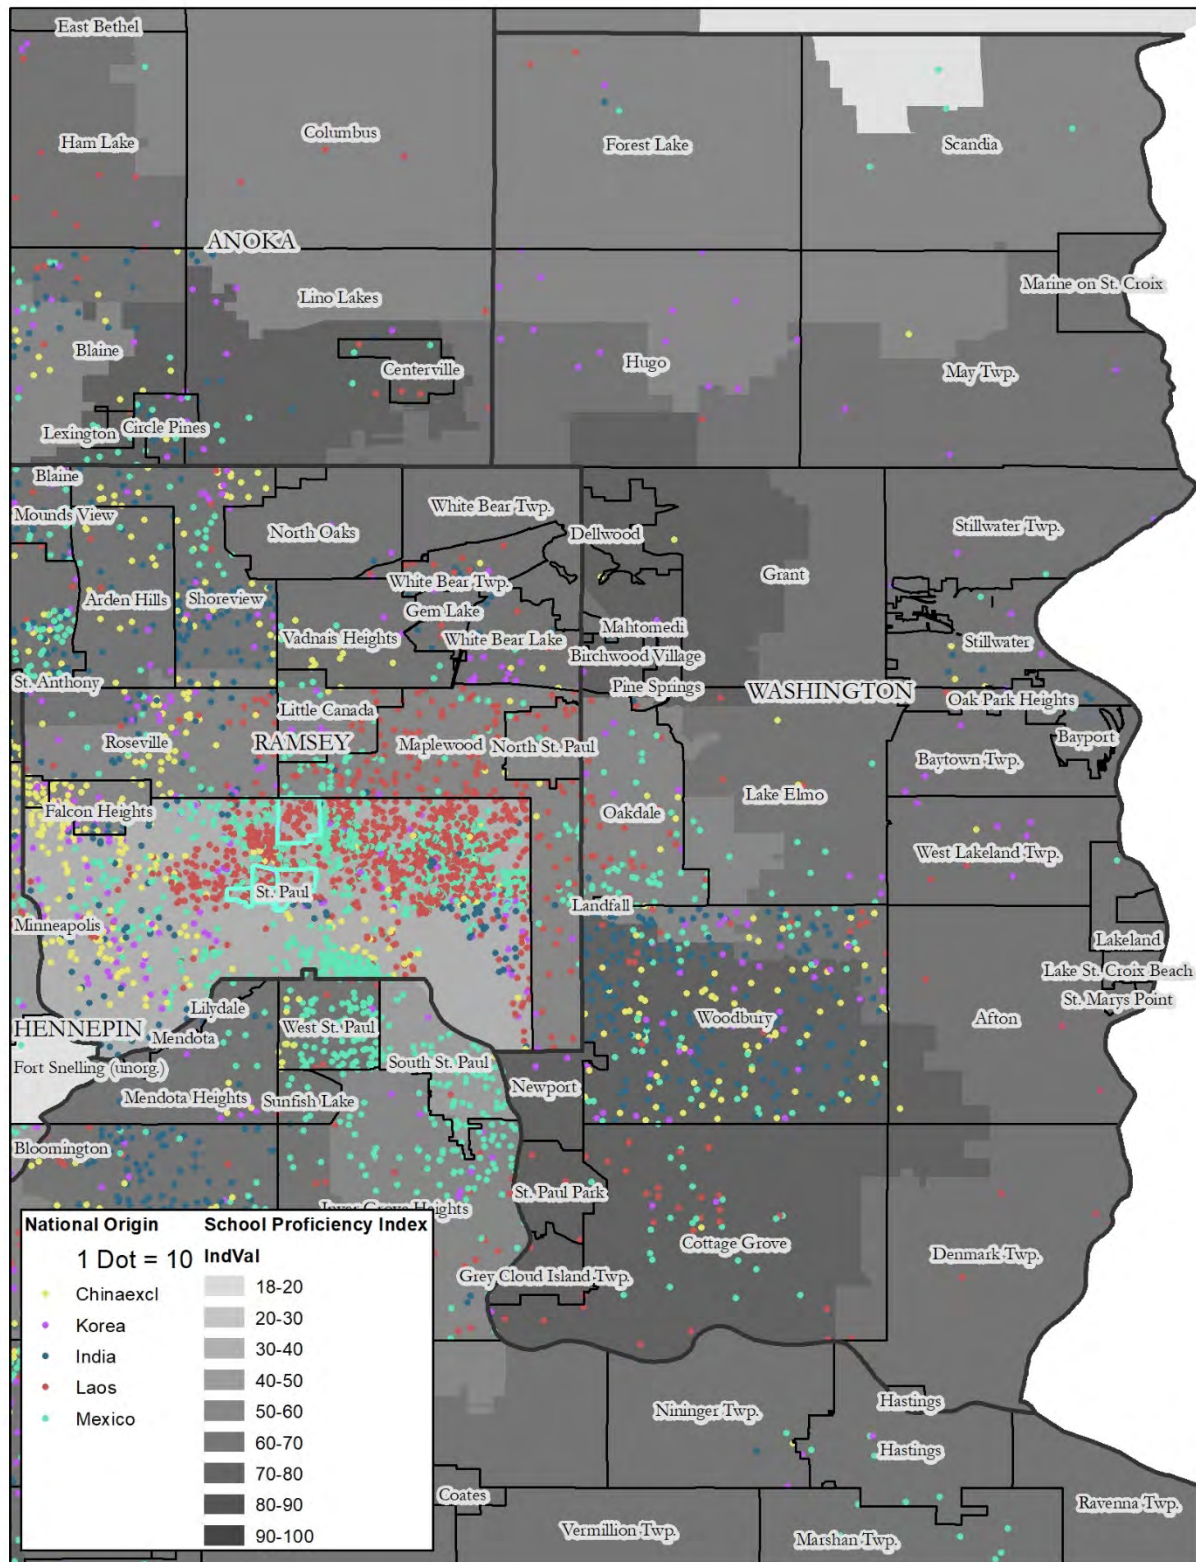 East Bethel
Ham Lake
Columbus
Forest Lake
Scandia
ANOKA
Lino Lakes
Marine on St. Croix
Blaine
Centerville
Hugo
May Twp.
Lexington
Circle Pines
Blaine
Mounds View
North Oaks
White Bear Twp.
Dellwood
Stillwater Twp.
Grant
White Bear Twp.
Arden Hills
Shoreview
Gem Lake
Vadnais Heights
White Bear Lake
Mahtomedi
Stillwater
Birchwood Village
St. Anthony
Pine Springs
WASHINGTON
Oak Park Heights
Little Canada
Roseville
RAMSEY
Maplewood
North St. Paul
Bayport
Baytown Twp.
Falcon Heights
Oakdale
Lake Elmo
West Lakeland Twp.
St. Paul
Landfall
Minneapolis
Lakeland
Lake St. Croix Beach
St. Marys Point
Lilydale
Woodbury
Afton
HENNEPIN
Mendota
West St. Paul
Fort Snelling (unorg.)
South St. Paul
Newport
Mendota Heights
Sunfish Lake
Bloomington
St. Paul Park
Inver Grove Heights
Cottage Grove
Denmark Twp.
Grey Cloud Island Twp.
National Origin
1 Dot = 10
Chinaexcl
Korea
India
Laos
Mexico
School Proficiency Index
IndVal
18-20
20-30
30-40
40-50
50-60
60-70
70-80
80-90
90-100
Nininger Twp.
Hastings
Hastings
Coates
Ravenna Twp.
Vermillion Twp.
Marshan Twp.